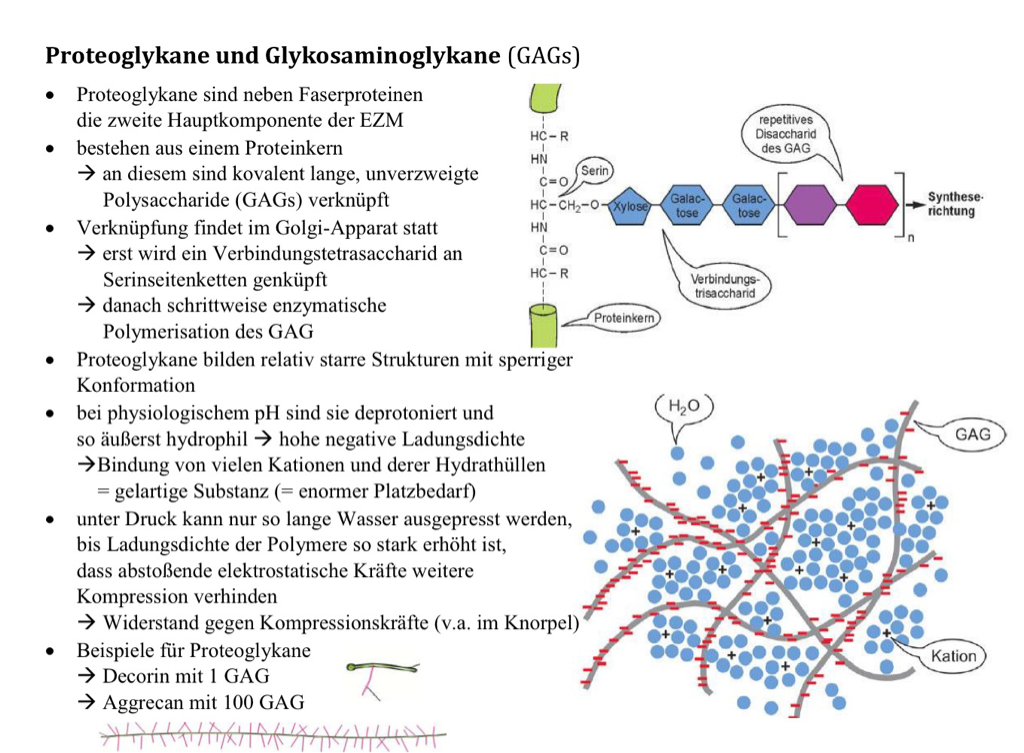 Proteoglykane und Glykosaminoglykane (GAGs)
• Proteoglykane sind neben Faserproteinen
die zweite Hauptkomponente der EZM
• bestehen aus einem Proteinkern
→ an diesem sind kovalent lange, unverzweigte
Polysaccharide (GAGs) verknüpft
• Verknüpfung findet im Golgi-Apparat statt
→ erst wird ein Verbindungstetrasaccharid an
Serinseitenketten genküpft
→ danach schrittweise enzymatische
Polymerisation des GAG
• Proteoglykane bilden relativ starre Strukturen mit sperriger
Konformation
• bei physiologischem pH sind sie deprotoniert und
so äußerst hydrophil → hohe negative Ladungsdichte
→Bindung von vielen Kationen und derer Hydrathüllen
= gelartige Substanz (= enormer Platzbedarf)
• unter Druck kann nur so lange Wasser ausgepresst werden,
bis Ladungsdichte der Polymere so stark erhöht ist,
dass abstoßende elektrostatische Kräfte weitere
Kompression verhinden
→ Widerstand gegen Kompressionskräfte (v.a. im Knorpel)
• Beispiele für Proteoglykane
→ Decorin mit 1 GAG
→ Aggrecan mit 100 GAG
repetitives
Disaccharid
des GAG
HC–R
HN
Serin
C=O
HC–CH₂–O–Xylose
Galac-
tose
Galac-
tose
n
Synthese-
richtung
HN
C=O
HC–R
Verbindungs-
trisaccharid
Proteinkern
H₂O
GAG
+
+
+
+
+
+
+
+
+
+
+
+
+
+
Kation